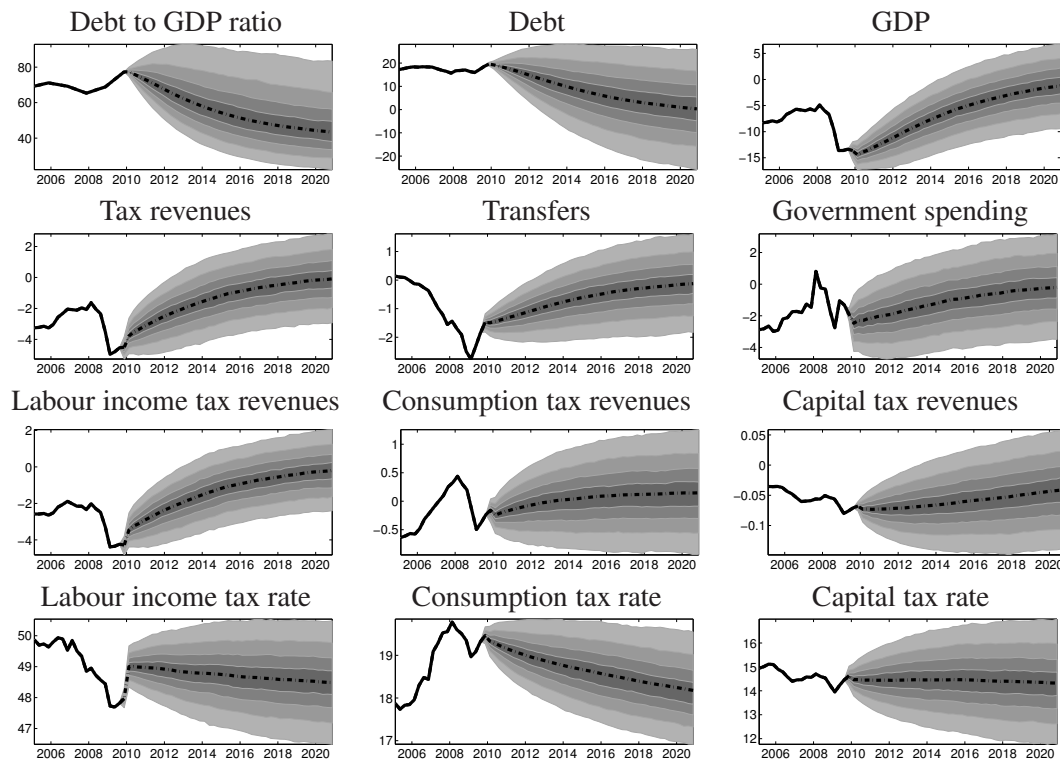 Debt to GDP ratio
Debt
GDP
80
60
40
2006 2008 2010 2012 2014 2016 2018 2020
20
10
0
−10
−20
2006 2008 2010 2012 2014 2016 2018 2020
5
0
−5
−10
−15
2006 2008 2010 2012 2014 2016 2018 2020
Tax revenues
Transfers
Government spending
2
0
−2
−4
2006 2008 2010 2012 2014 2016 2018 2020
1
0
−1
−2
2006 2008 2010 2012 2014 2016 2018 2020
2
0
−2
−4
2006 2008 2010 2012 2014 2016 2018 2020
Labour income tax revenues
Consumption tax revenues
Capital tax revenues
2
0
−2
−4
2006 2008 2010 2012 2014 2016 2018 2020
1
0.5
0
−0.5
2006 2008 2010 2012 2014 2016 2018 2020
0.05
0
−0.05
−0.1
2006 2008 2010 2012 2014 2016 2018 2020
Labour income tax rate
Consumption tax rate
Capital tax rate
50
49
48
47
2006 2008 2010 2012 2014 2016 2018 2020
19
18
17
2006 2008 2010 2012 2014 2016 2018 2020
16
15
14
13
12
2006 2008 2010 2012 2014 2016 2018 2020